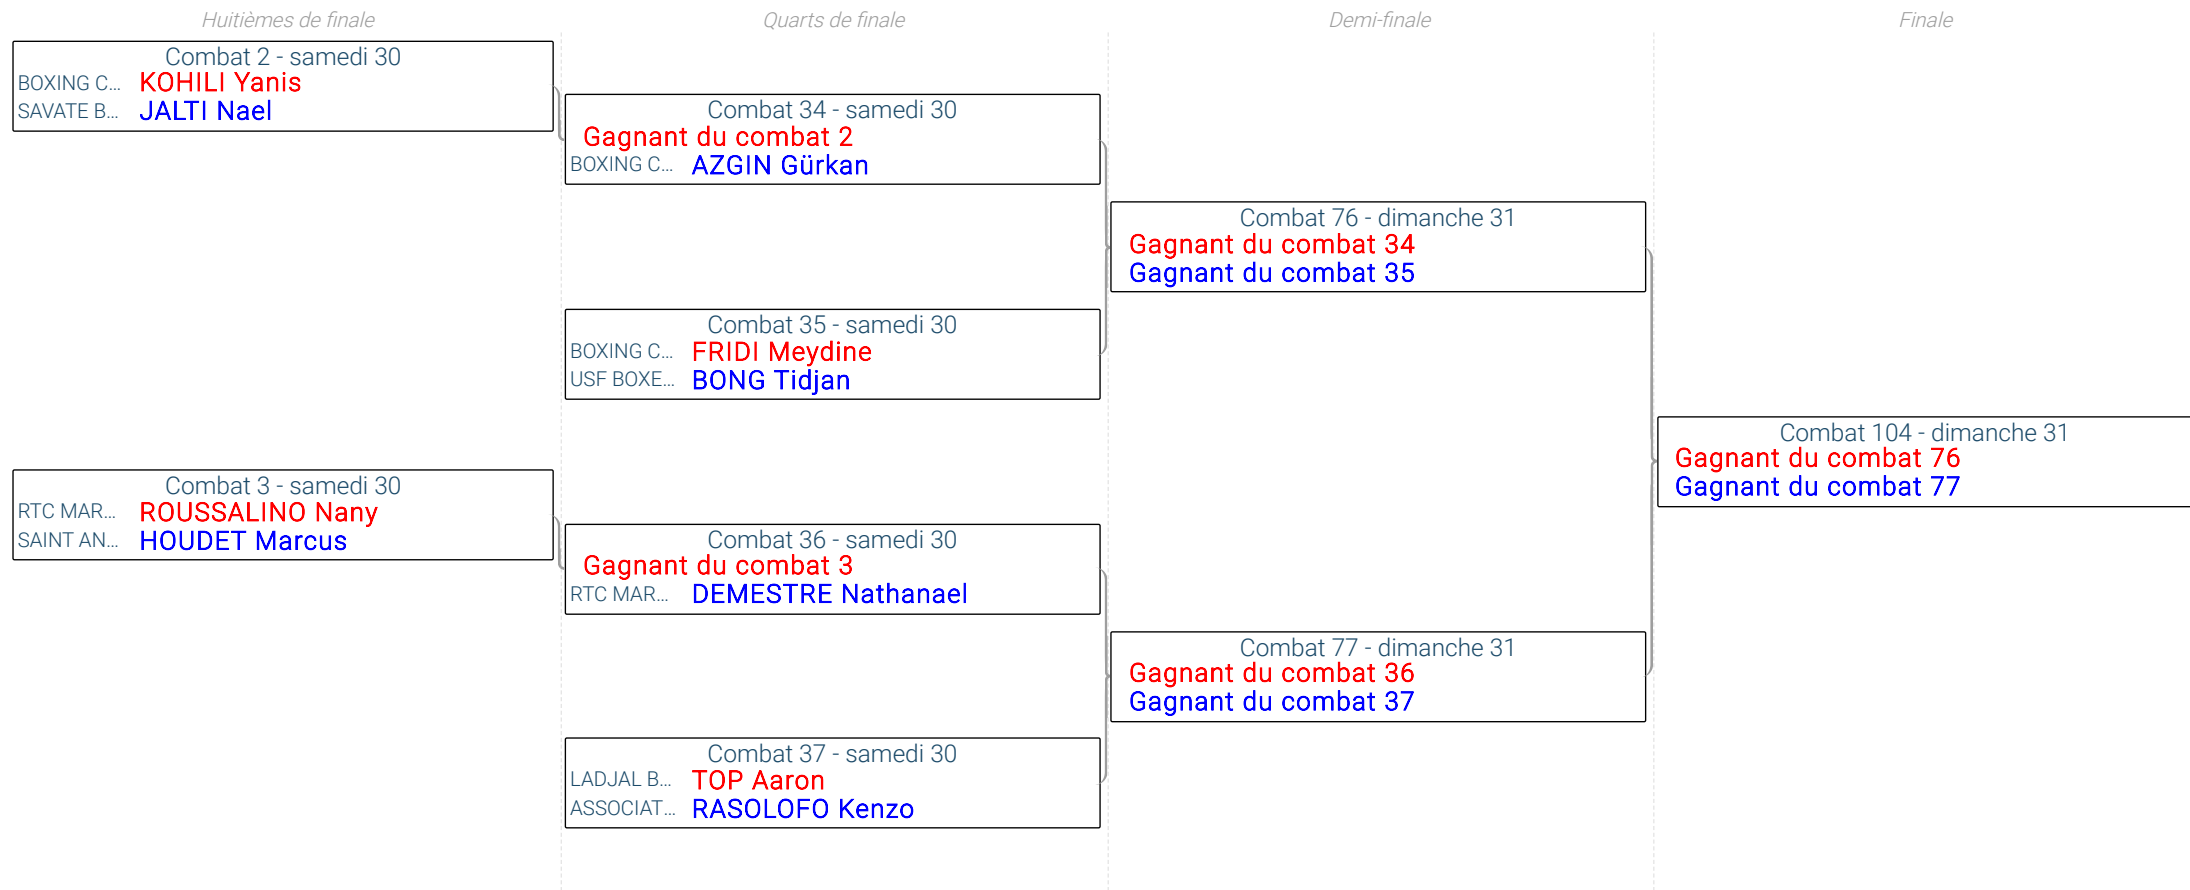 Huitièmes de finale
Quarts de finale
Demi-finale
Finale
Combat 2 - samedi 30
BOXING C... KOHILI Yanis
SAVATE B... JALTI Nael
Combat 3 - samedi 30
RTC MAR... ROUSSALINO Nany
SAINT AN... HOUDET Marcus
Combat 34 - samedi 30
Gagnant du combat 2
BOXING C... AZGIN Gürkan
Combat 35 - samedi 30
BOXING C... FRIDI Meydine
USF BOXE... BONG Tidjan
Combat 36 - samedi 30
Gagnant du combat 3
RTC MAR... DEMESTRE Nathanael
Combat 37 - samedi 30
LADJAL B... TOP Aaron
ASSOCIAT... RASOLOFO Kenzo
Combat 76 - dimanche 31
Gagnant du combat 34
Gagnant du combat 35
Combat 77 - dimanche 31
Gagnant du combat 36
Gagnant du combat 37
Combat 104 - dimanche 31
Gagnant du combat 76
Gagnant du combat 77